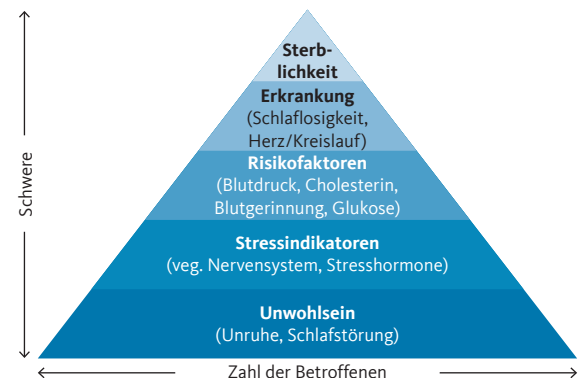 Sterb-
lichkeit
Erkrankung
(Schlaflosigkeit,
Herz/Kreislauf)
Risikofaktoren
(Blutdruck, Cholesterin,
Blutgerinnung, Glukose)
Stressindikatoren
(veg. Nervensystem, Stresshormone)
Unwohlsein
(Unruhe, Schlafstörung)
Schwere
Zahl der Betroffenen